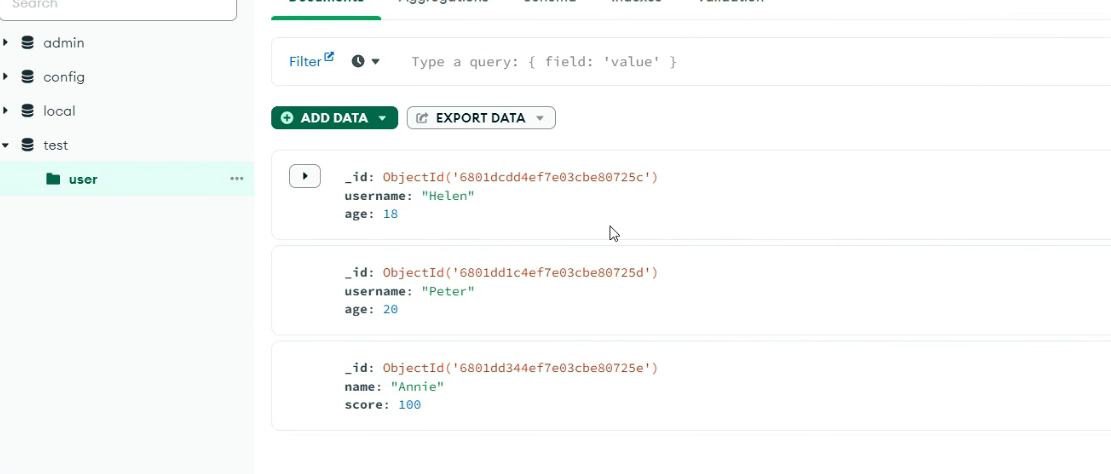 Documents Aggregations Schema Indexes Validation
Search
admin
config
local
test
user
Filter
Type a query: { field: 'value' }
ADD DATA
EXPORT DATA
_id: ObjectId('6801dcdd4ef7e03cbe80725c')
username: "Helen"
age: 18
_id: ObjectId('6801dd1c4ef7e03cbe80725d')
username: "Peter"
age: 20
_id: ObjectId('6801dd344ef7e03cbe80725e')
name: "Annie"
score: 100